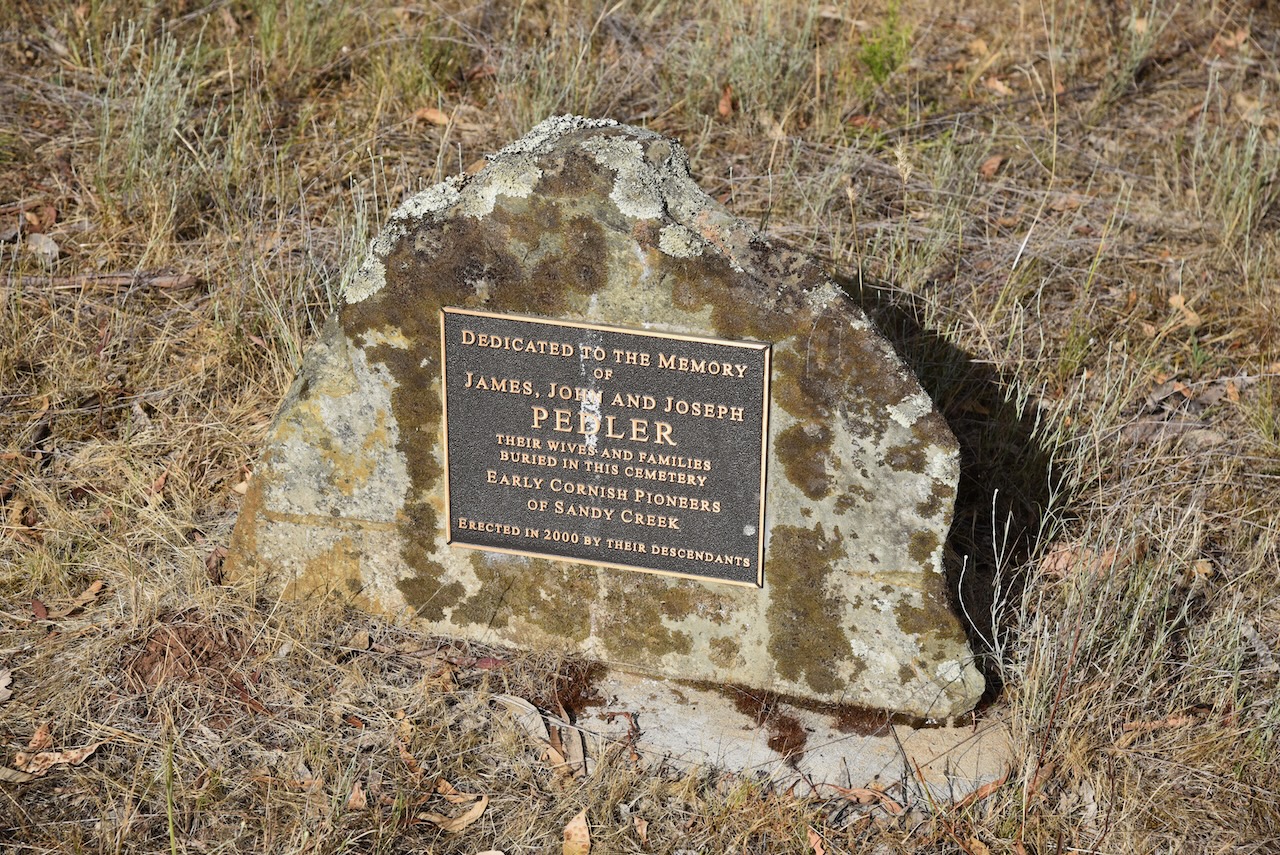 DEDICATED TO THE MEMORY
OF
JAMES, JOHN AND JOSEPH
PEDLER
THEIR WIVES AND FAMILIES
BURIED IN THIS CEMETERY
EARLY CORNISH PIONEERS
OF SANDY CREEK
ERECTED IN 2000 BY THEIR DESCENDANTS